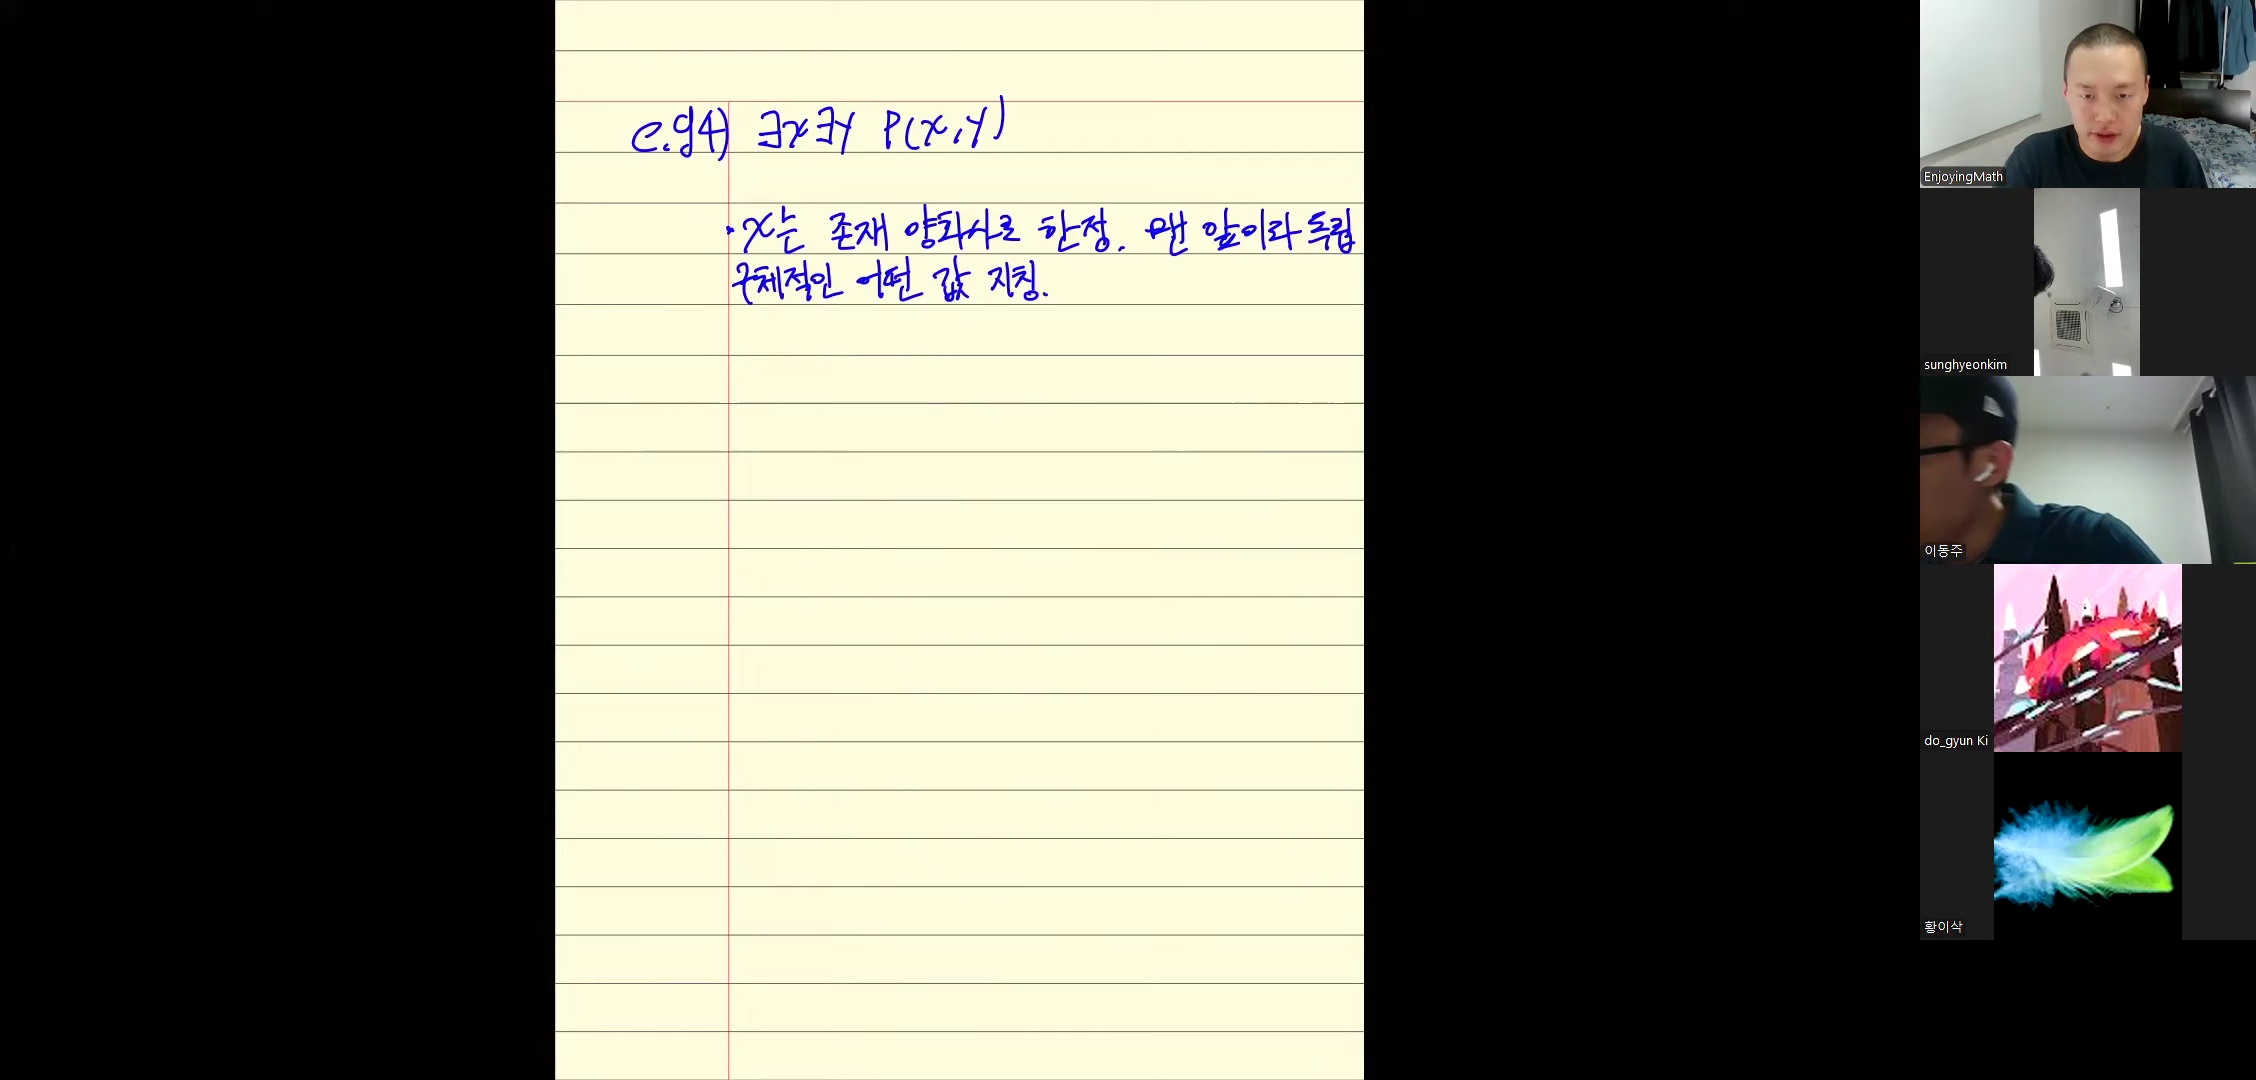 e.g4) ∃x∃y P(x,y)
·x는 존재 양화사로 한정. 맨 앞이라 독립
구체적인 어떤 값 지칭.
EnjoyingMath
sunghyeonkim
이동주
do_gyun Ki
황이삭